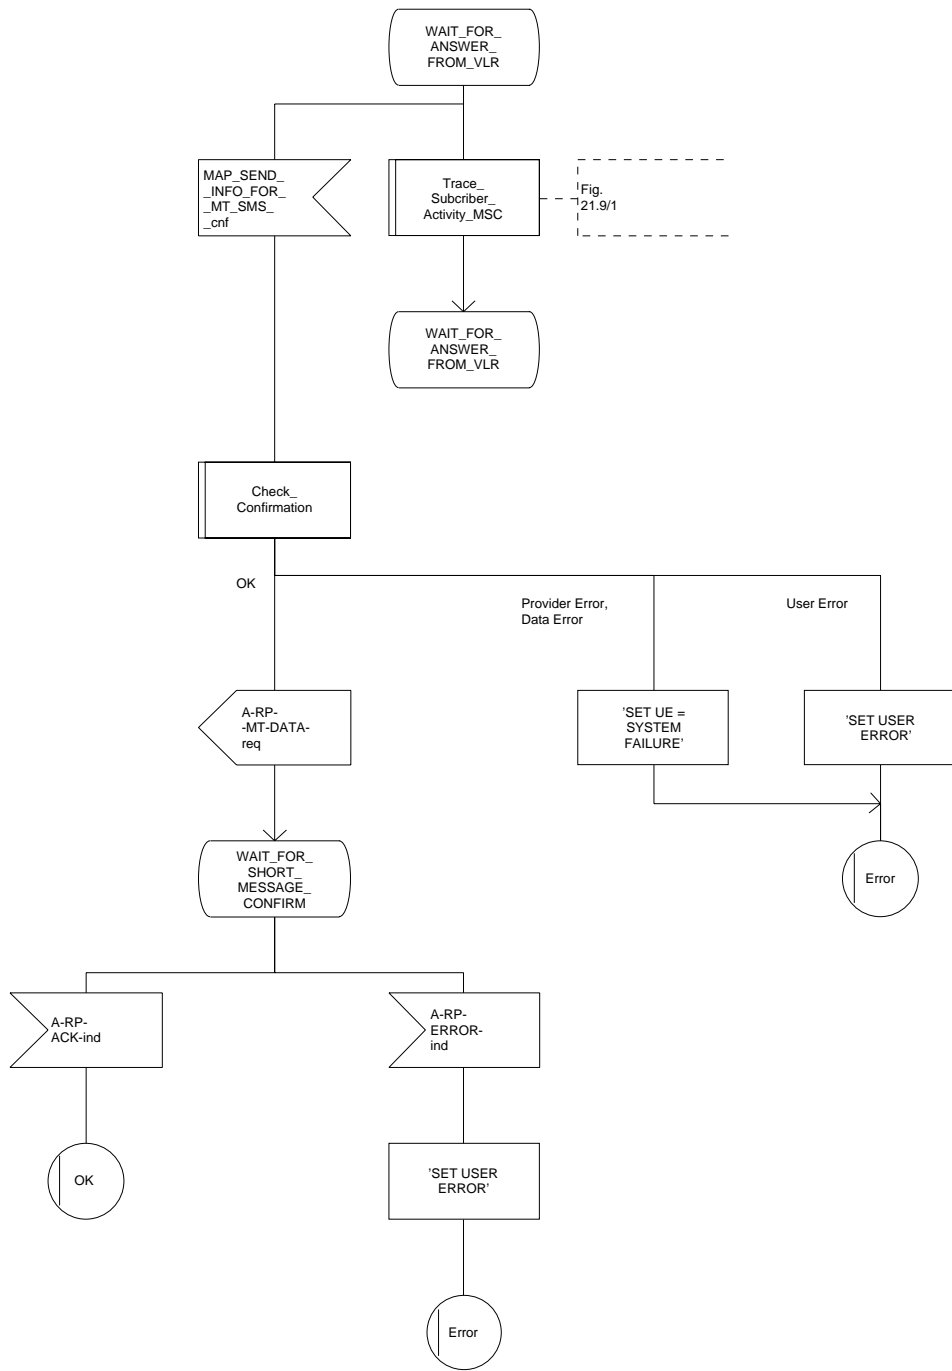 WAIT_FOR_
ANSWER_
FROM_VLR
MAP_SEND_
_INFO_FOR_
_MT_SMS_
_cnf
Trace_
Subcriber_
Activity_MSC
Fig.
21.9/1
WAIT_FOR_
ANSWER_
FROM_VLR
Check_
Confirmation
OK
Provider Error,
Data Error
User Error
A-RP-
-MT-DATA-
req
'SET UE =
SYSTEM
FAILURE'
'SET USER
ERROR'
WAIT_FOR_
SHORT_
MESSAGE_
CONFIRM
Error
A-RP-
ACK-ind
A-RP-
ERROR-
ind
OK
'SET USER
ERROR'
Error